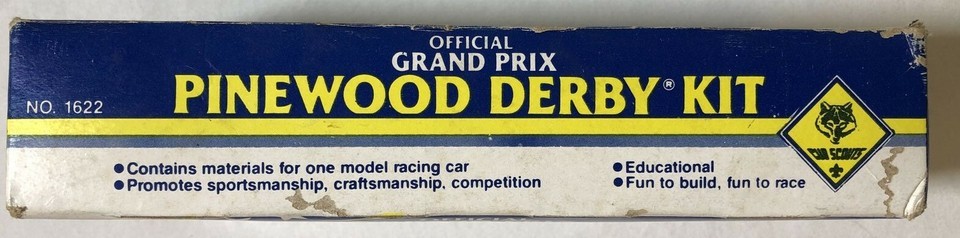 OFFICIAL
GRAND PRIX
PINEWOOD DERBY® KIT
NO. 1622
CUB SCOUTS
●Contains materials for one model racing car
●Promotes sportsmanship, craftsmanship, competition
●Educational
●Fun to build, fun to race
OFFICIAL